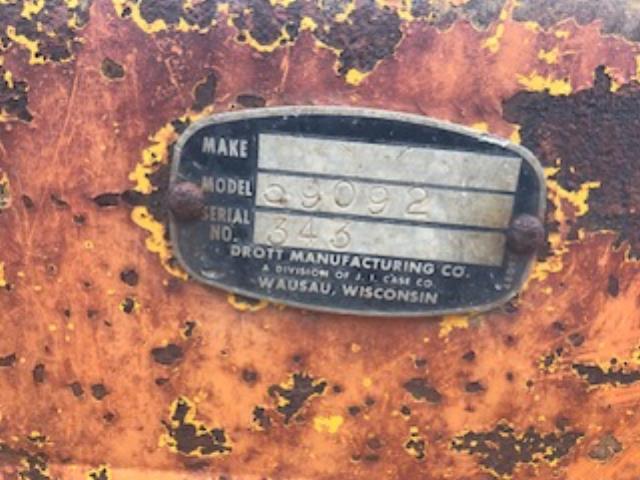 MAKE
MODEL 59092
SERIAL NO. 343
DROTT MANUFACTURING CO.
A DIVISION OF J. I. CASE CO.
WAUSAU, WISCONSIN